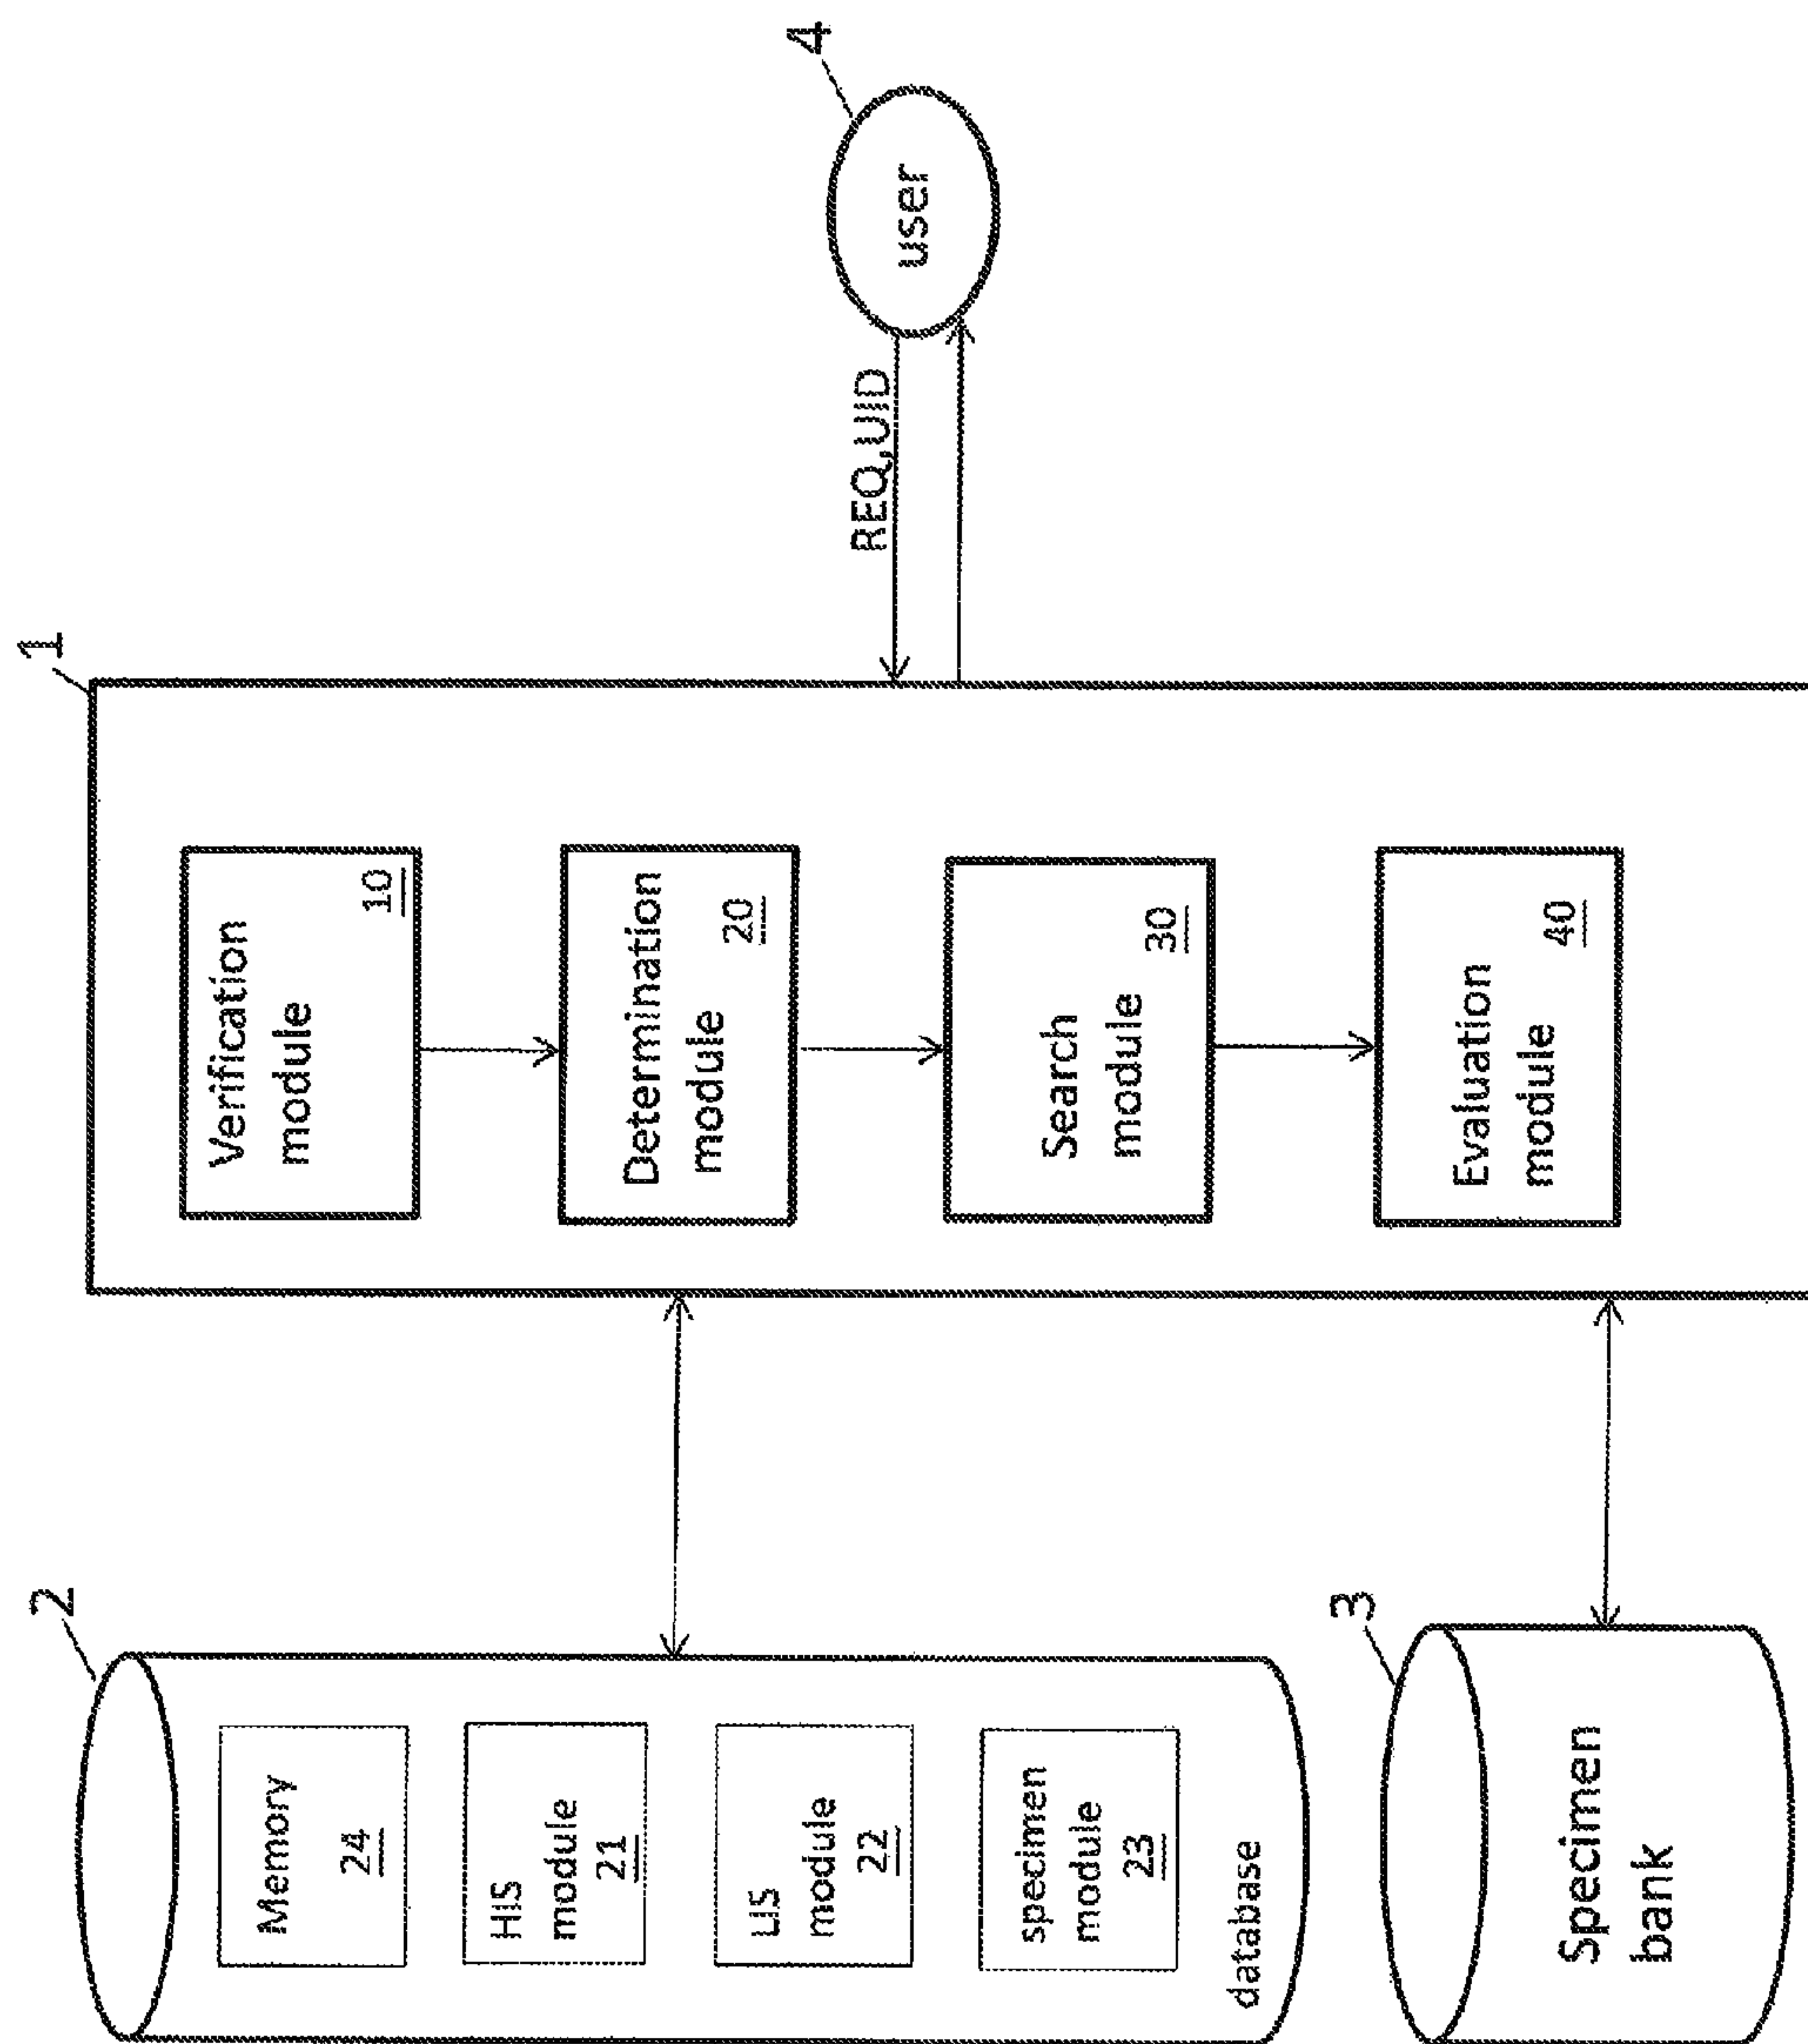 1
Verification
module
10
Determination
module
20
Search
module
30
Evaluation
module
40
REQ,UID
user
4
2
Memory
24
HIS
module
21
LIS
module
22
specimen
module
23
database
3
Specimen
bank